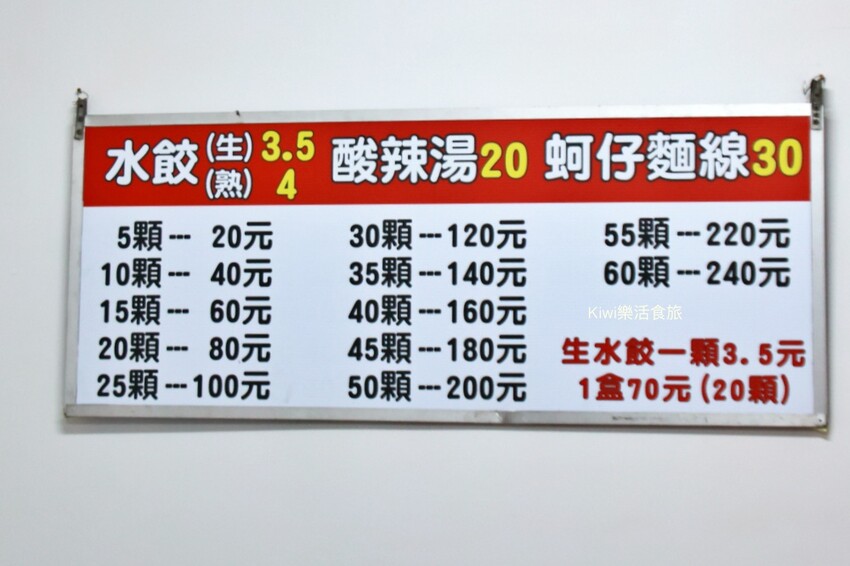 水餃(生)3.5
(熟)4
酸辣湯20
蚵仔麵線30
5顆---20元
10顆---40元
15顆---60元
20顆---80元
25顆---100元
30顆---120元
35顆---140元
40顆---160元
45顆---180元
50顆---200元
55顆---220元
60顆---240元
Kiwi樂活食旅
生水餃一顆3.5元
1盒70元(20顆)